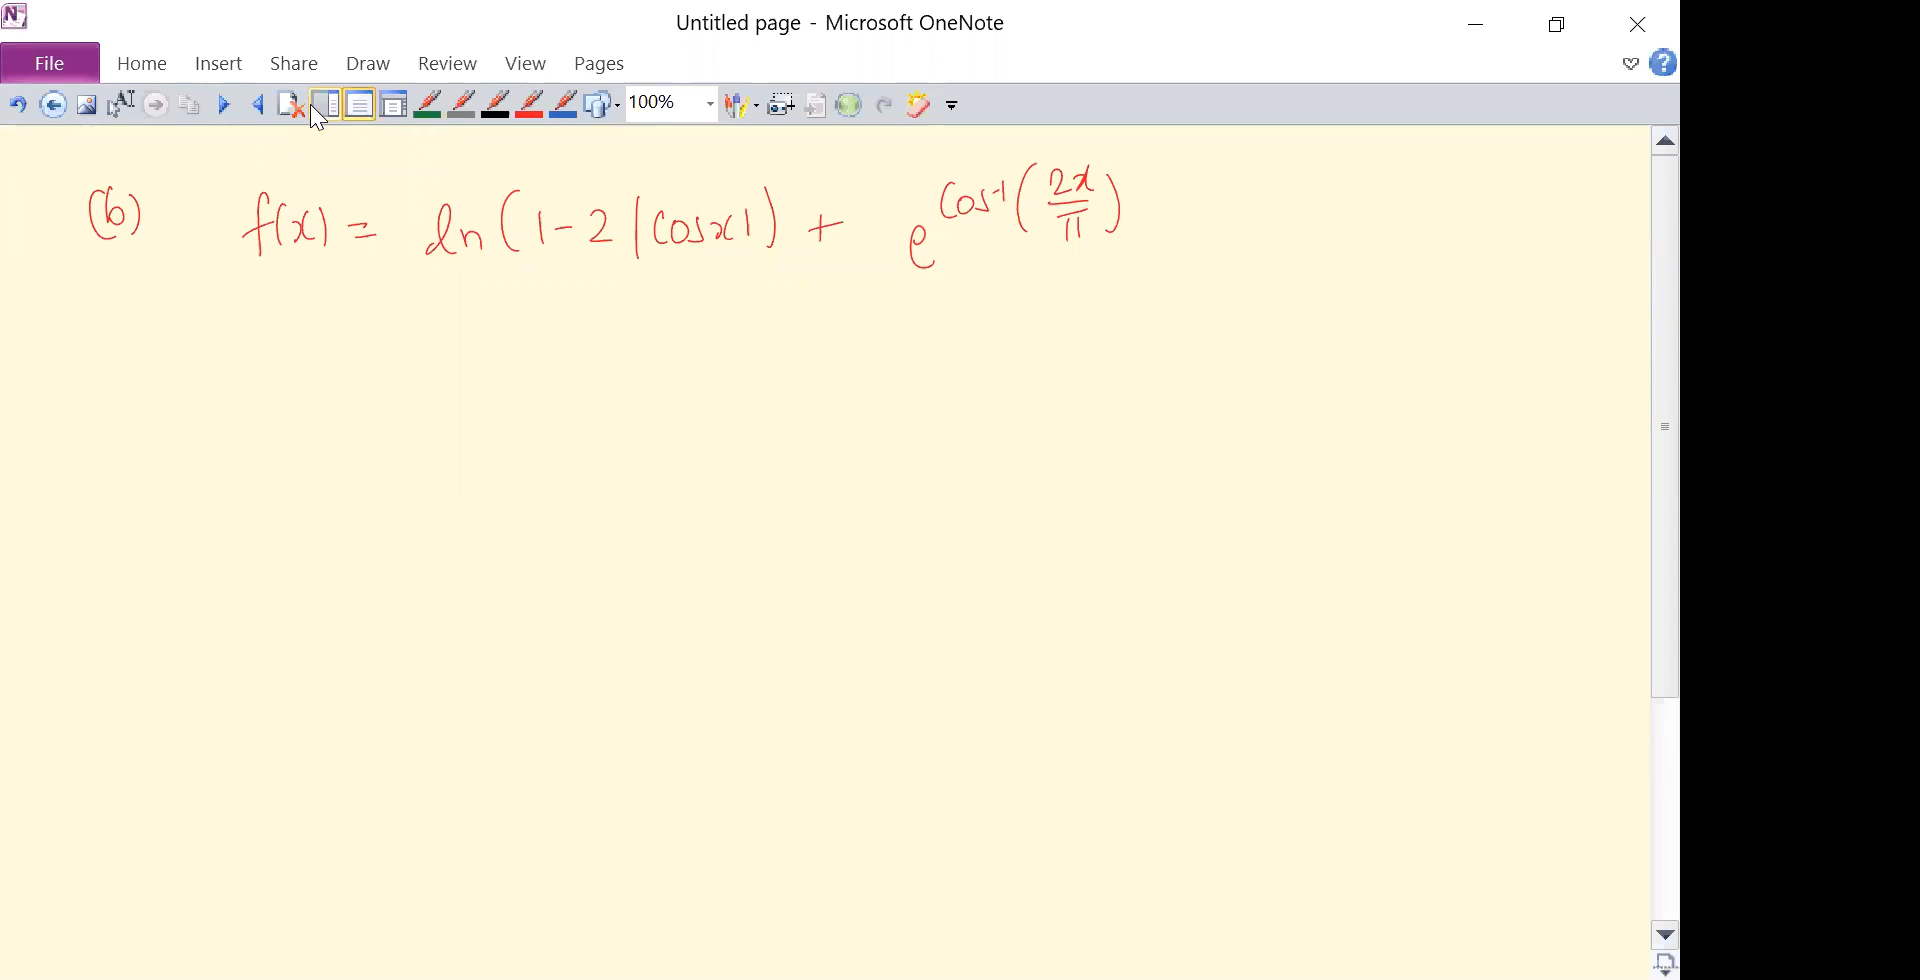 Untitled page - Microsoft OneNote
File Home Insert Share Draw Review View Pages
100%
(b) f(x) = ln(1-2|cosx|) + e^{Cos^{-1}(2x/π)}